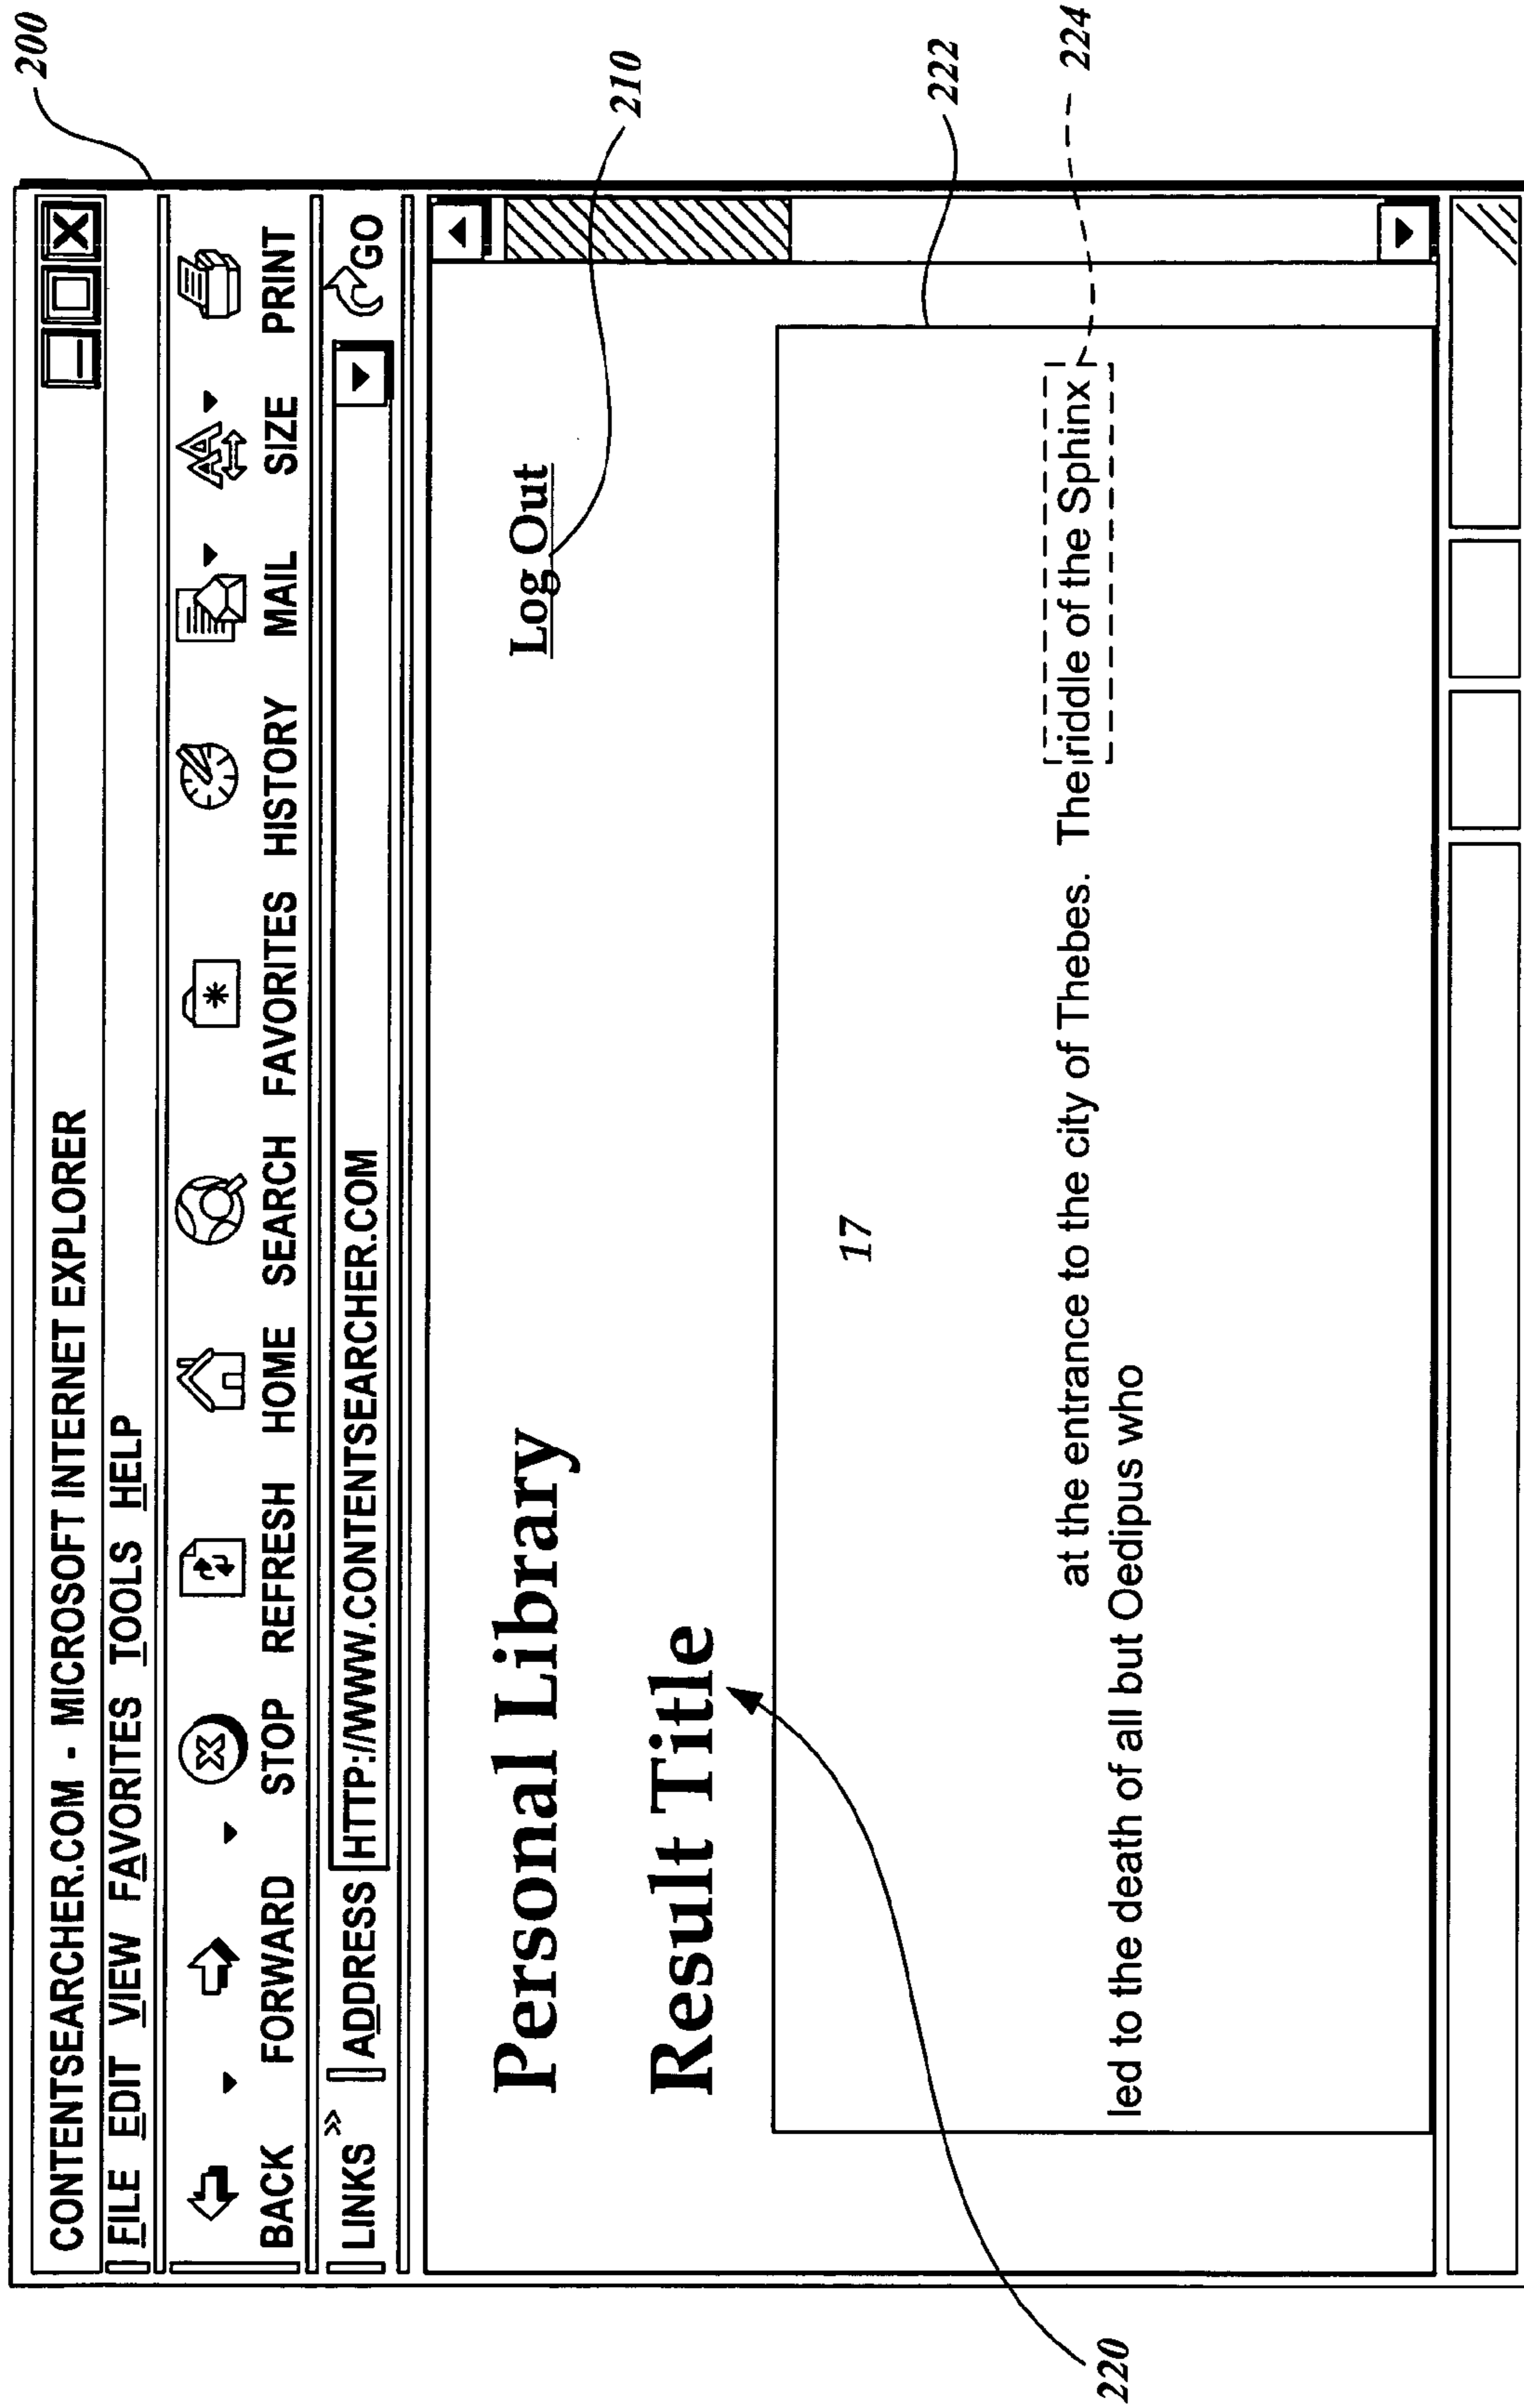 CONTENTSEARCHER.COM - MICROSOFT INTERNET EXPLORER
FILE EDIT VIEW FAVORITES TOOLS HELP
BACK FORWARD STOP REFRESH HOME SEARCH FAVORITES HISTORY MAIL SIZE PRINT
LINKS » ADDRESS HTTP://WWW.CONTENTSEARCHER.COM GO
200
Personal Library Log Out
210
Result Title
220
17
222
at the entrance to the city of Thebes. The riddle of the Sphinx
224
led to the death of all but Oedipus who